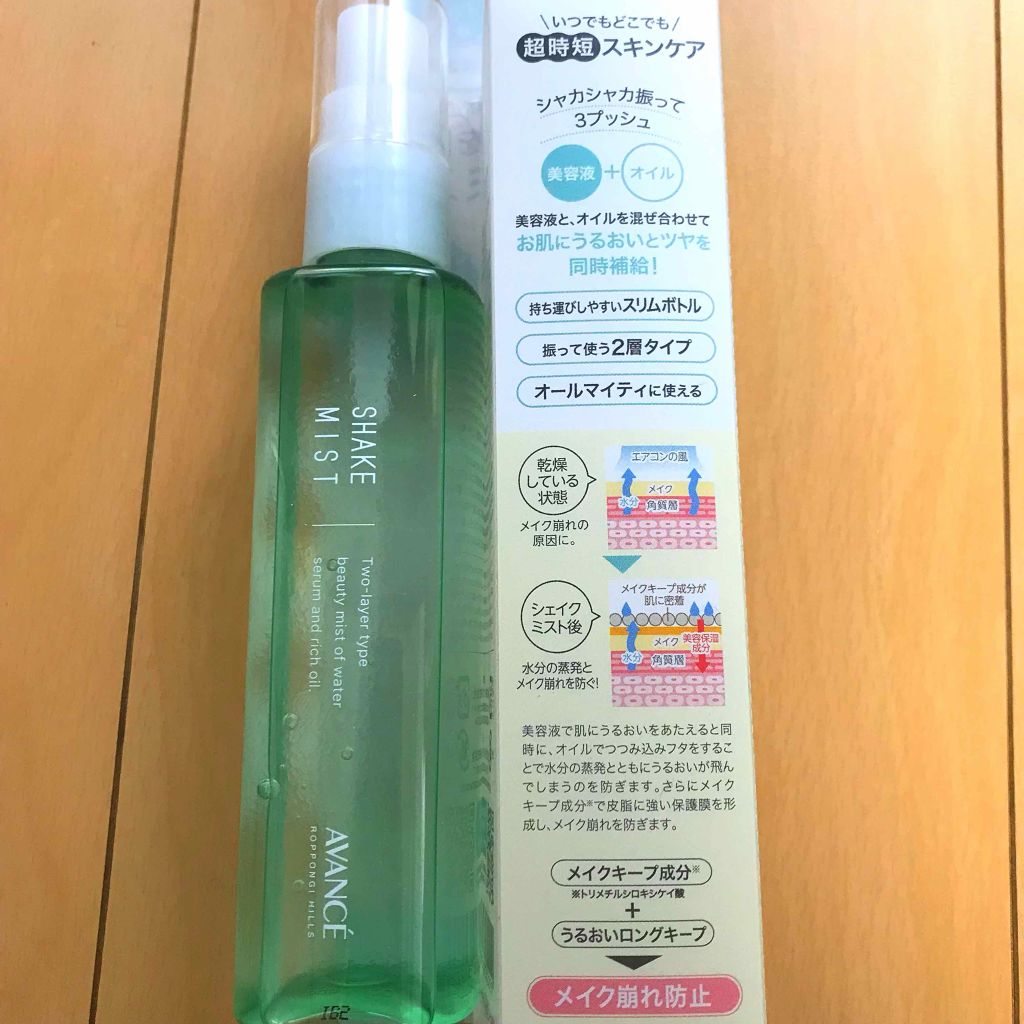 SHAKE
MIST
Two-layer type
beauty mist of water
serum and rich oil.
AVANCÉ
ROPPONGI HILLS
IG2
\いつでもどこでも/
超時短スキンケア
シャカシャカ振って
3プッシュ
美容液+オイル
美容液と、オイルを混ぜ合わせて
お肌にうるおいとツヤを
同時補給!
持ち運びしやすいスリムボトル
振って使う2層タイプ
オールマイティに使える
乾燥
している
状態
メイク崩れの
原因に。
エアコンの風
メイク
水分
角質層
シェイク
ミスト後
水分の蒸発と
メイク崩れを防ぐ!
メイクキープ成分が
肌に密着
メイク
美容保湿
成分
水分
角質層
美容液で肌にうるおいをあたえると同
時に、オイルでつつみ込みフタをするこ
とで水分の蒸発とともにうるおいが飛ん
でしまうのを防ぎます。さらにメイク
キープ成分※で皮脂に強い保護膜を形
成し、メイク崩れを防ぎます。
メイクキープ成分※
※トリメチルシロキシケイ酸
+
うるおいロングキープ
メイク崩れ防止